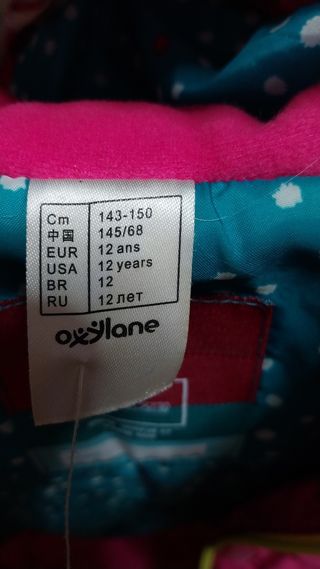 Cm 143-150
中国 145/68
EUR 12 ans
USA 12 years
BR 12
RU 12 лет
oxylane